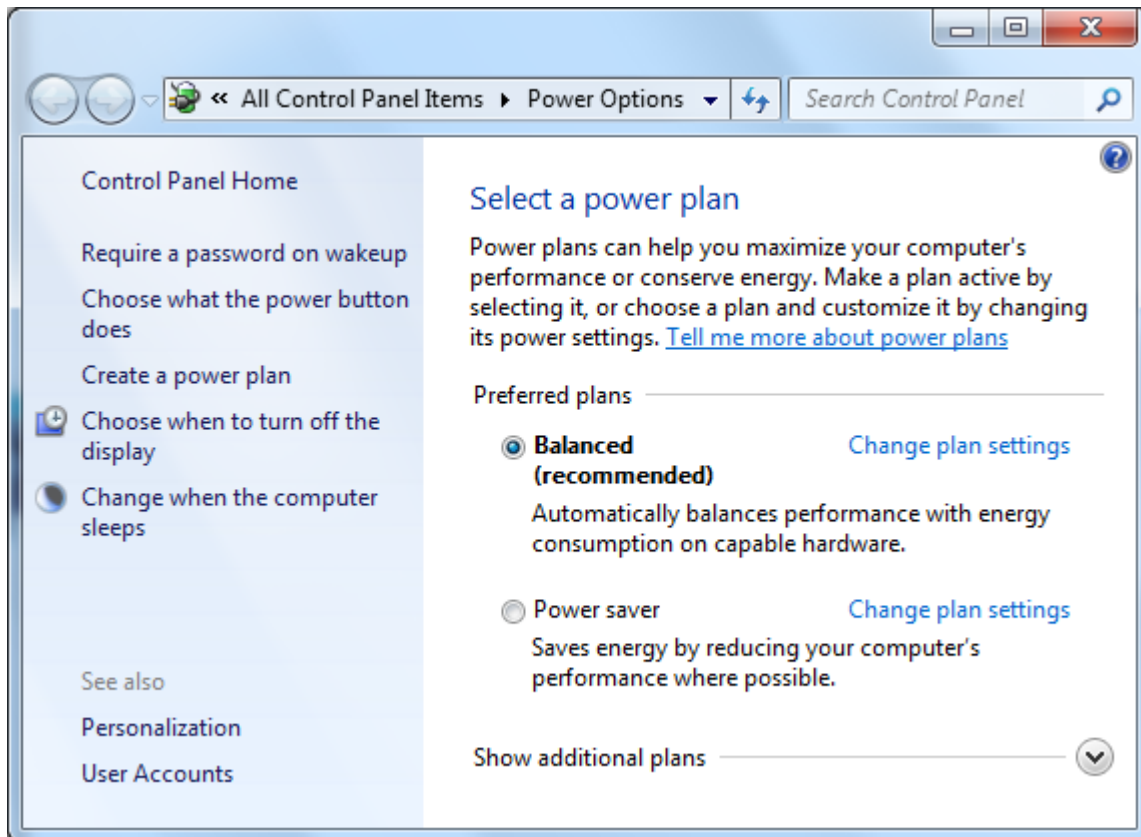 « All Control Panel Items ▸ Power Options
Search Control Panel
Control Panel Home
Require a password on wakeup
Choose what the power button
does
Create a power plan
Choose when to turn off the
display
Change when the computer
sleeps
See also
Personalization
User Accounts
Select a power plan
Power plans can help you maximize your computer's
performance or conserve energy. Make a plan active by
selecting it, or choose a plan and customize it by changing
its power settings. Tell me more about power plans
Preferred plans
Balanced Change plan settings
(recommended)
Automatically balances performance with energy
consumption on capable hardware.
Power saver Change plan settings
Saves energy by reducing your computer's
performance where possible.
Show additional plans